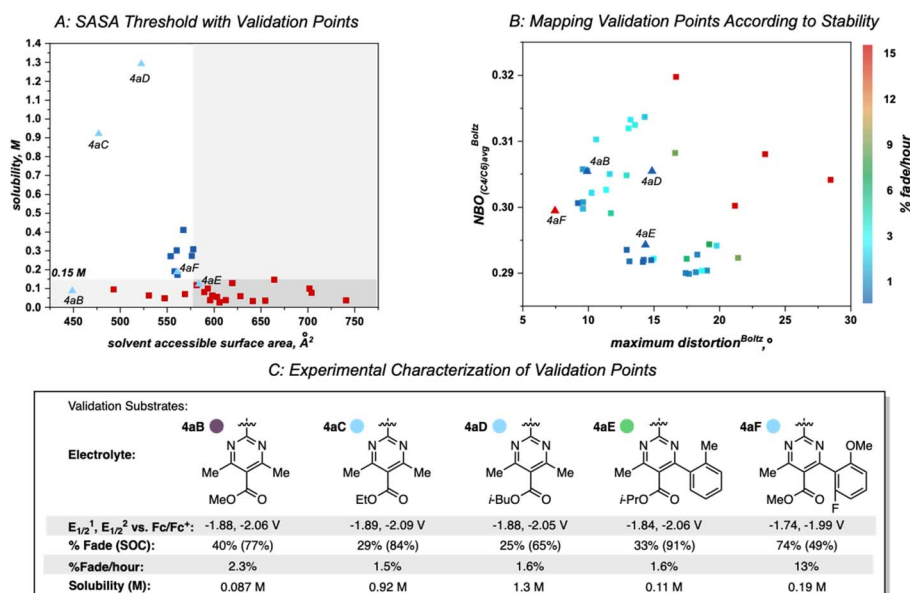 A: SASA Threshold with Validation Points
B: Mapping Validation Points According to Stability
solubility, M
1.4
1.3
1.2
1.1
1.0
0.9
0.8
0.7
0.6
0.5
0.4
0.3
0.2
0.1
0.0
4aD
4aC
4aF
0.15 M
4aE
4aB
450 500 550 600 650 700 750
solvent accessible surface area, Å²
NBO(C4/C6)avg^Boltz
0.32
0.31
0.30
0.29
4aB
4aD
4aF
4aE
5 10 15 20 25 30
maximum distortion^Boltz, °
15
12
9
6
3
1
% fade/hour
C: Experimental Characterization of Validation Points
Validation Substrates:
4aB 4aC 4aD 4aE 4aF
Electrolyte:
N N N N N N N N N N
Me OMe
Me Me Me Me Me Me Me Me
MeO O EtO O i-BuO O i-PrO O MeO O F
E1/2¹, E1/2² vs. Fc/Fc⁺: -1.88, -2.06 V -1.89, -2.09 V -1.88, -2.05 V -1.84, -2.06 V -1.74, -1.99 V
% Fade (SOC): 40% (77%) 29% (84%) 25% (65%) 33% (91%) 74% (49%)
%Fade/hour 2.3% 1.5% 1.6% 1.6% 13%
Solubility (M): 0.087 M 0.92 M 1.3 M 0.11 M 0.19 M